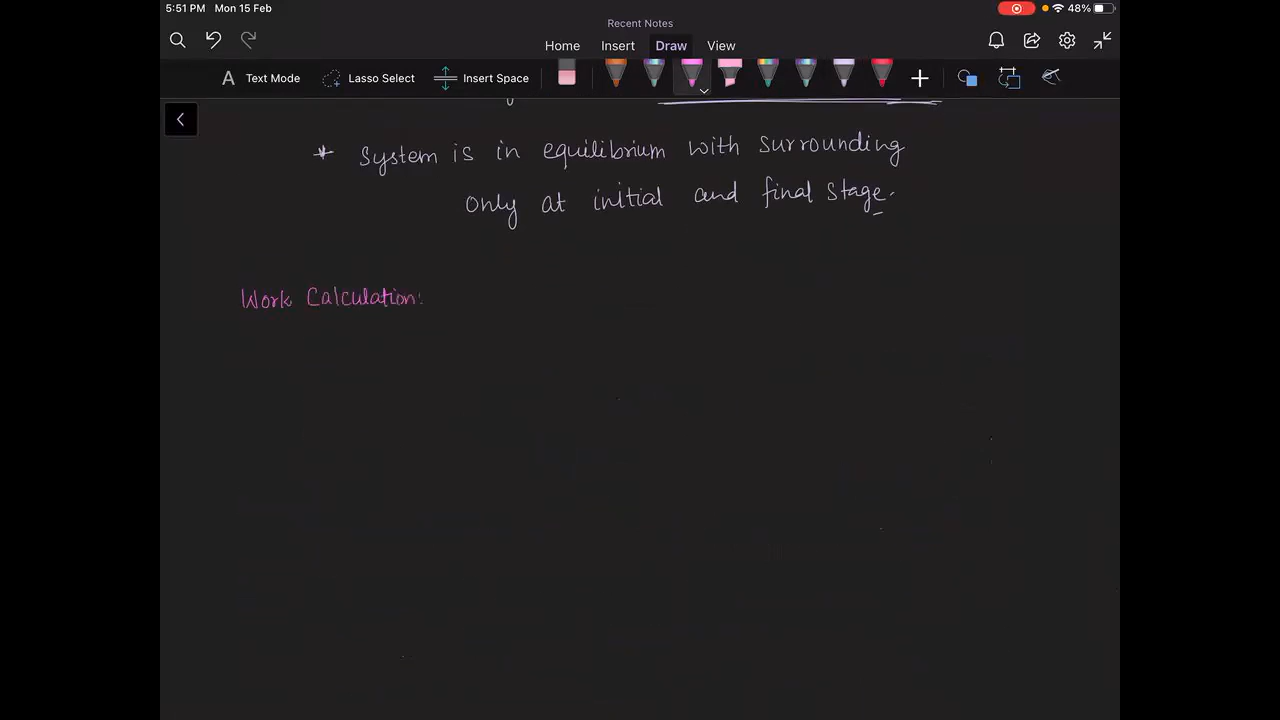 5:51 PM Mon 15 Feb
48%
Recent Notes
Home Insert Draw View
Text Mode Lasso Select Insert Space
* System is in equilibrium with surrounding
only at initial and final stage.
Work Calculation: